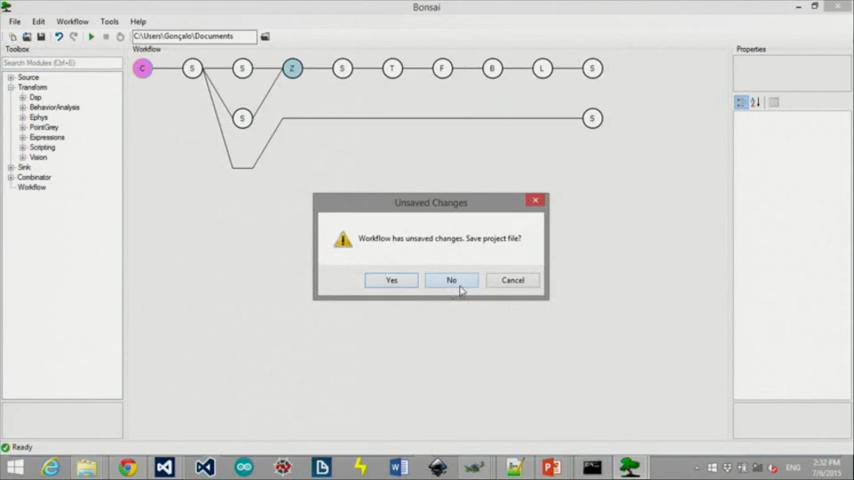 Bonsai
File Edit Workflow Tools Help
C:\Users\Gonçalo\Documents
Toolbox
Workflow
Properties
Search Modules (Ctrl+E)
Source
Transform
Dsp
BehaviorAnalysis
Ephys
PointGrey
Expressions
Scripting
Vision
Sink
Combinator
Workflow
C S S Z S T F B L S
S S
Unsaved Changes
Workflow has unsaved changes. Save project file?
Yes No Cancel
Ready
ENG
2:32 PM
7/6/2015